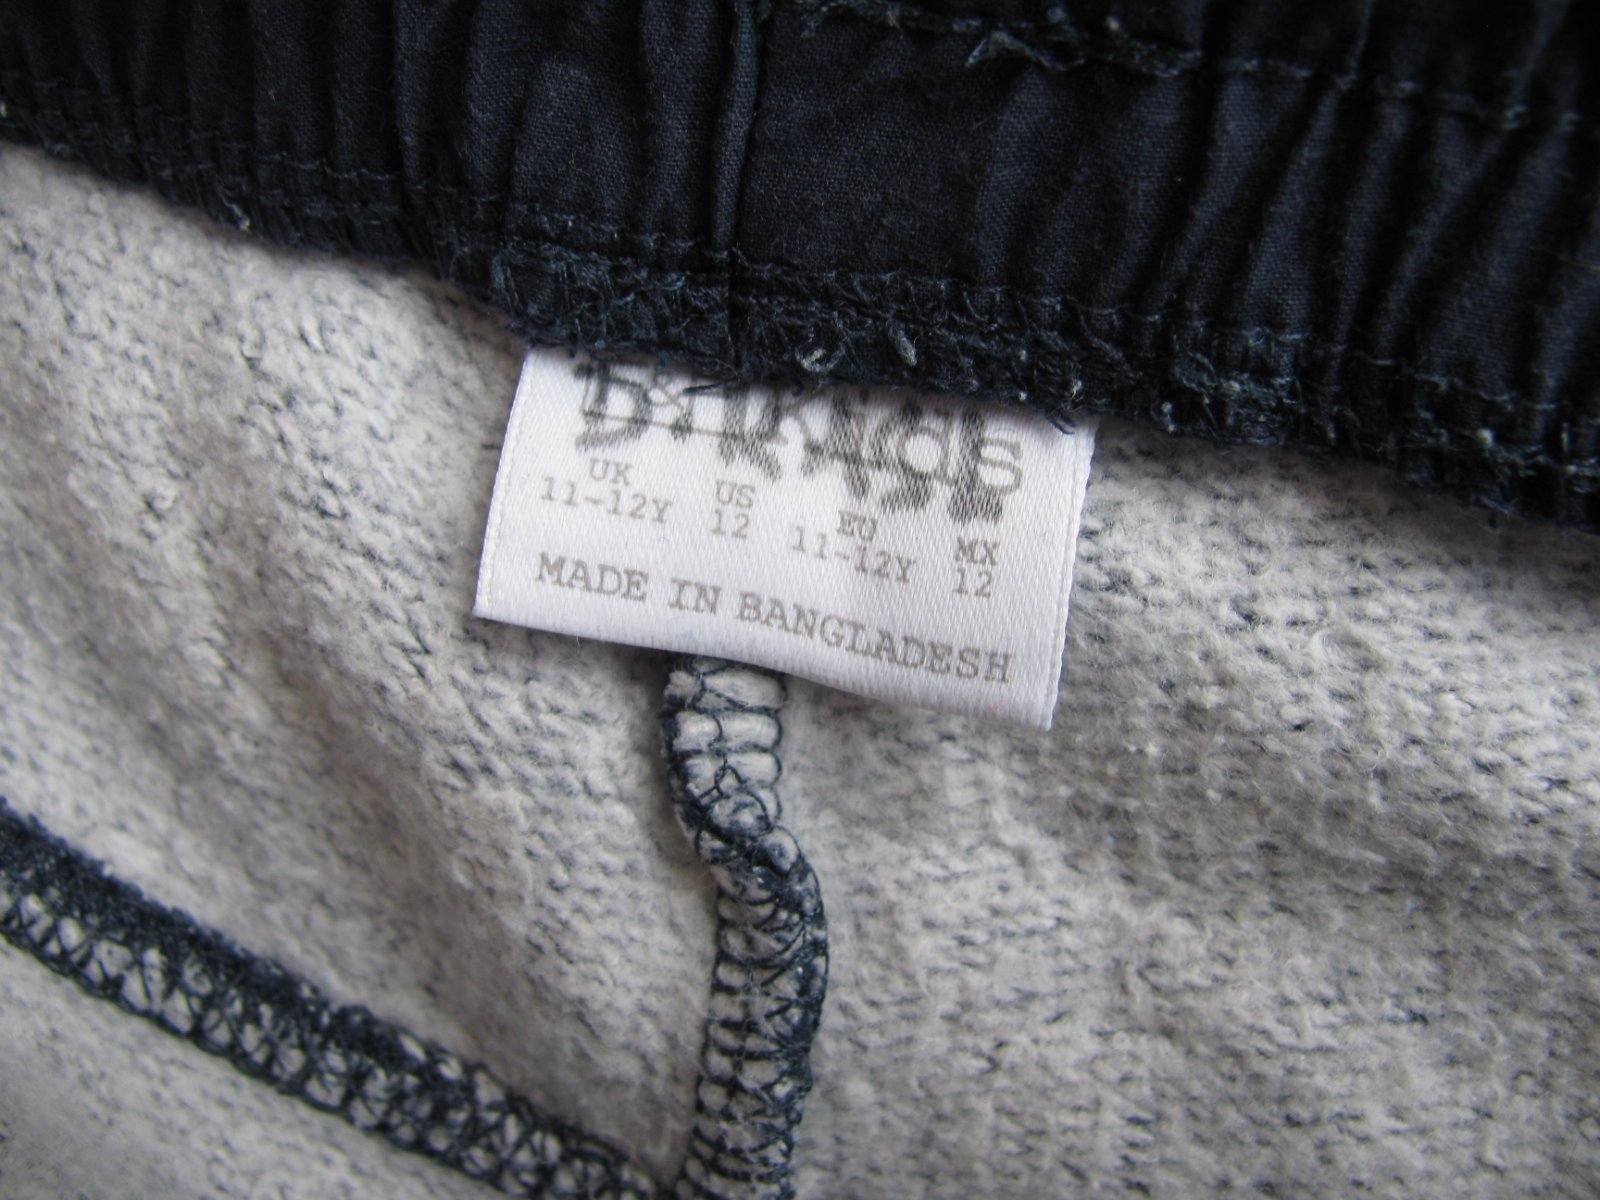 UK US EU MX
11-12Y 12 11-12Y 12
MADE IN BANGLADESH